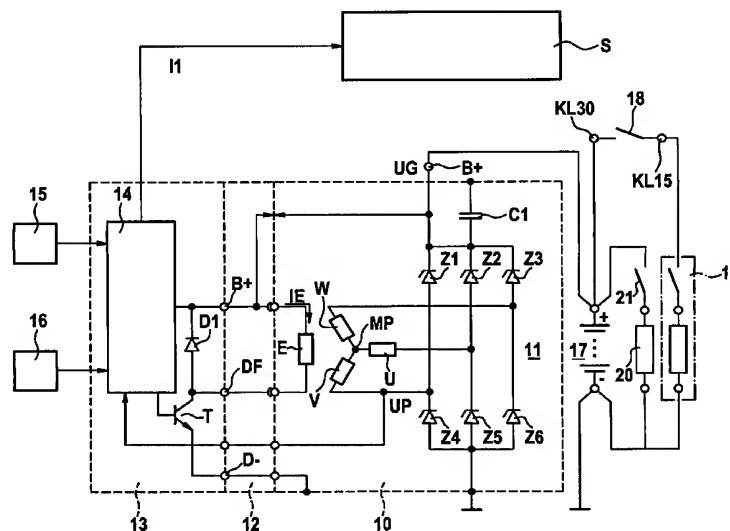 I1
S
18
KL30
KL15
UG
B+
15
14
C1
Z1
Z2
Z3
1
B+
IE
W
MP
21
16
D1
E
11
17
+
20
DF
V
U
-
T
UP
Z4
Z5
Z6
D-
13
12
10